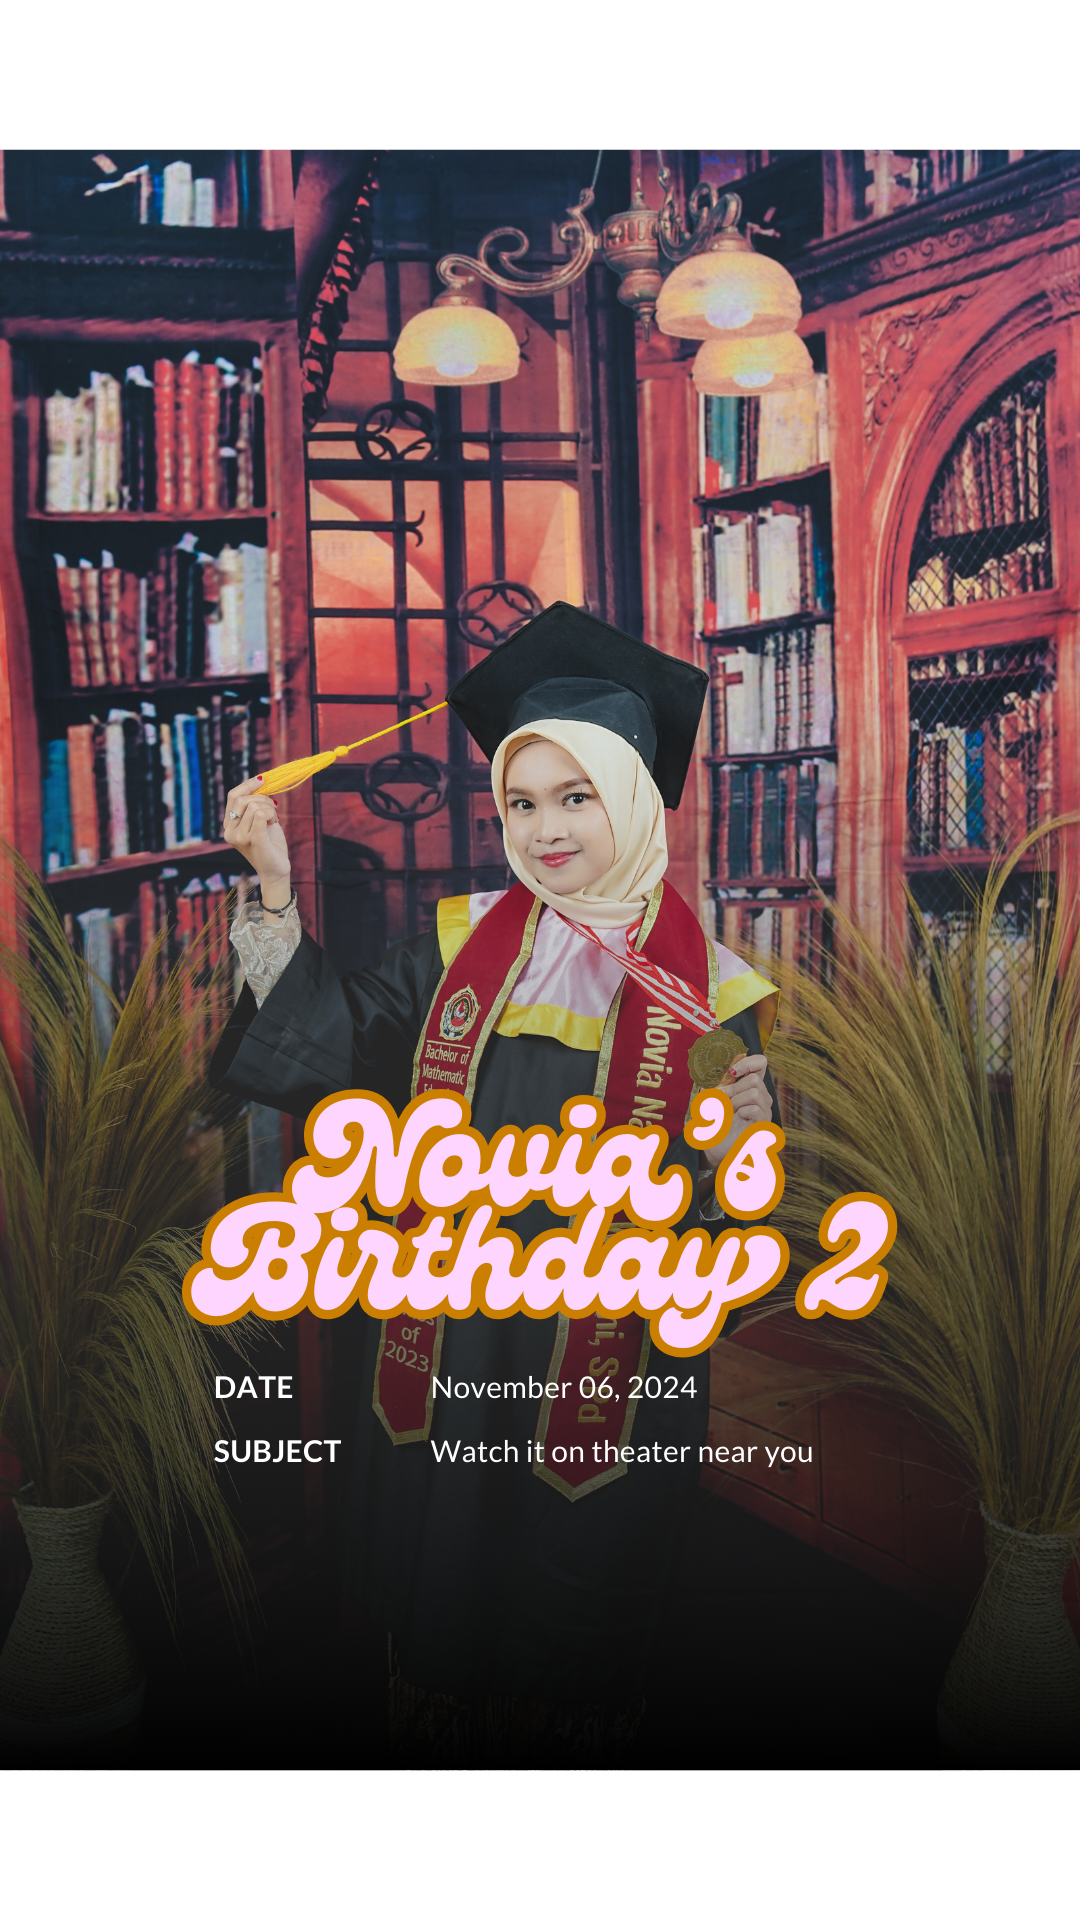 Bachelor of
Mathematic
Novia
Novia's
Birthday 2
of
2023
DATE November 06, 2024
SUBJECT Watch it on theater near you